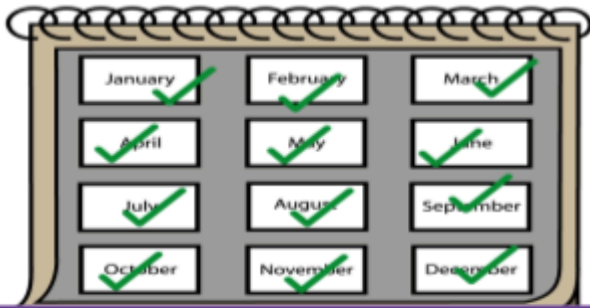 January February March
April May June
July August September
October November December